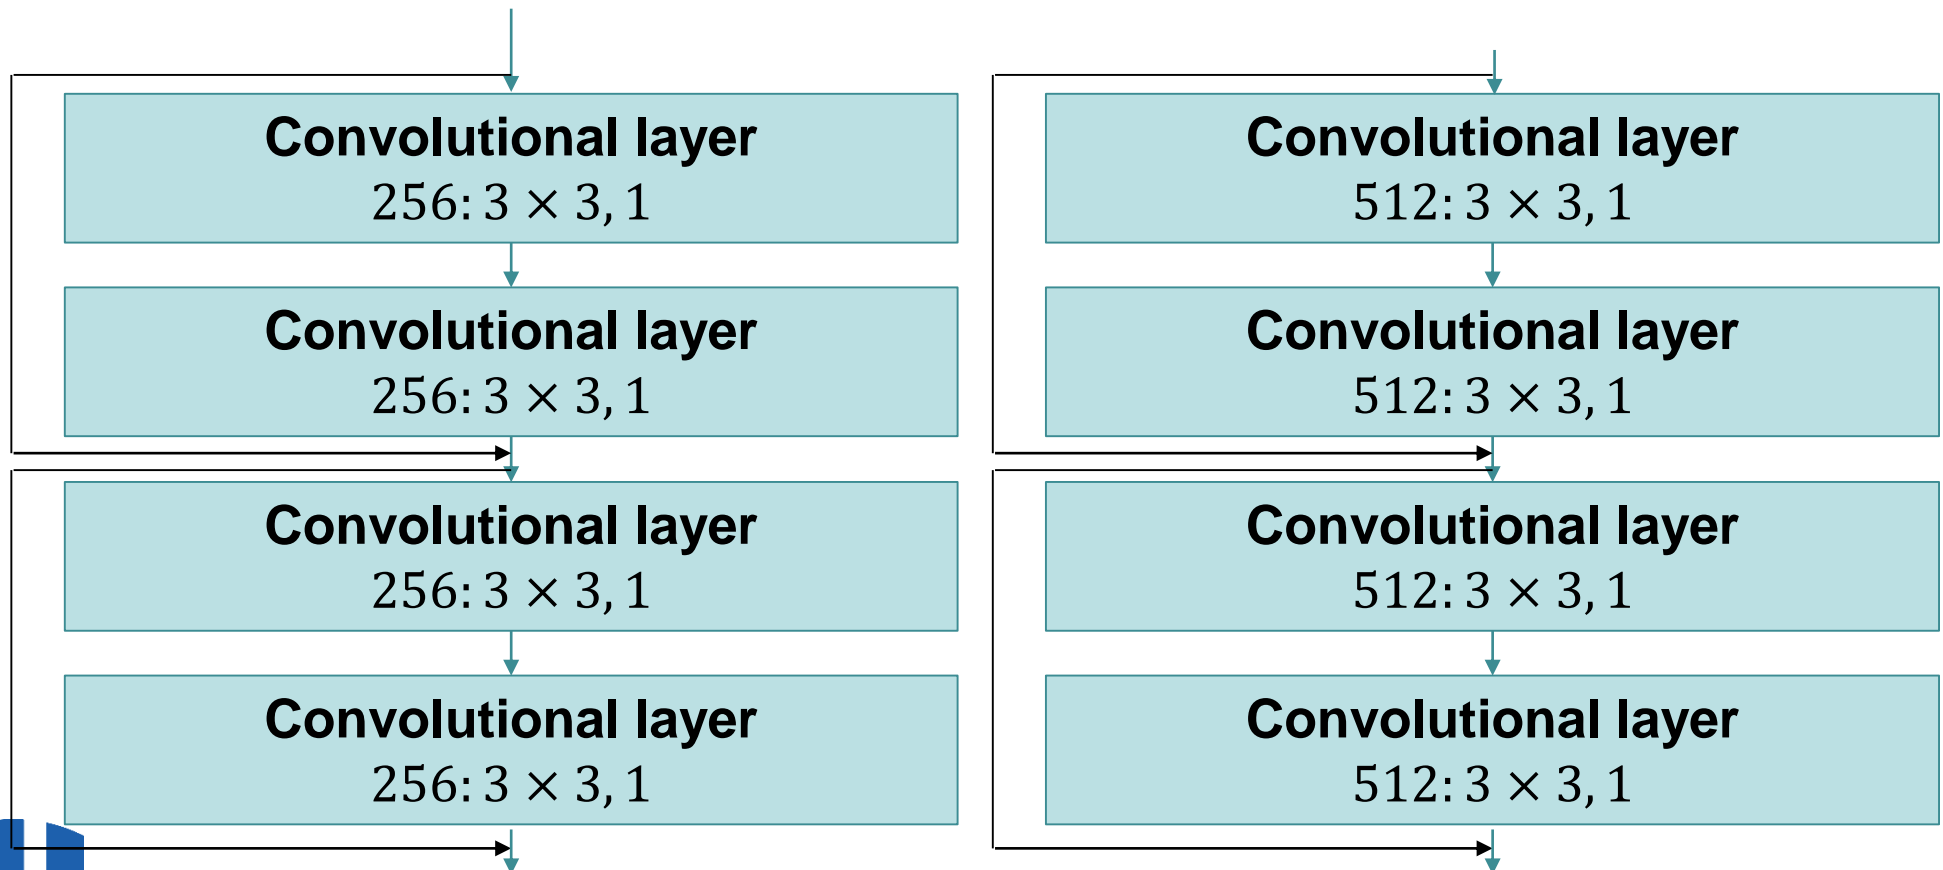 Convolutional layer
256: 3 × 3, 1
Convolutional layer
256: 3 × 3, 1
Convolutional layer
256: 3 × 3, 1
Convolutional layer
256: 3 × 3, 1
Convolutional layer
512: 3 × 3, 1
Convolutional layer
512: 3 × 3, 1
Convolutional layer
512: 3 × 3, 1
Convolutional layer
512: 3 × 3, 1